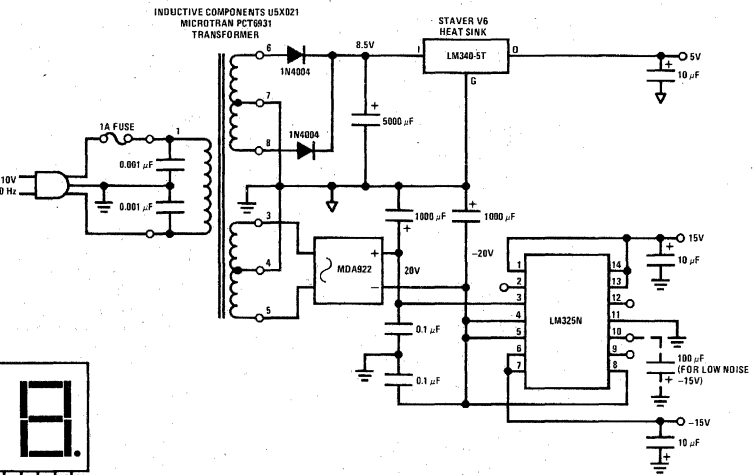 INDUCTIVE COMPONENTS U5X021
MICROTRAN PCT6931
TRANSFORMER
STAVER V6
HEAT SINK
6
1N4004
8.5V
I
LM340-5T
O
G
5V
+
10 μF
7
+
5000 μF
1A FUSE
1
8
1N4004
0.001 μF
10V
0 Hz
0.001 μF
3
1000 μF
+
+
1000 μF
4
MDA922
+
−
20V
−20V
5
15V
+
10 μF
1
2
3
4
5
6
7
LM325N
14
13
12
11
10
9
8
0.1 μF
0.1 μF
100 μF
(FOR LOW NOISE
+
−15V)
−15V
10 μF
+
8.